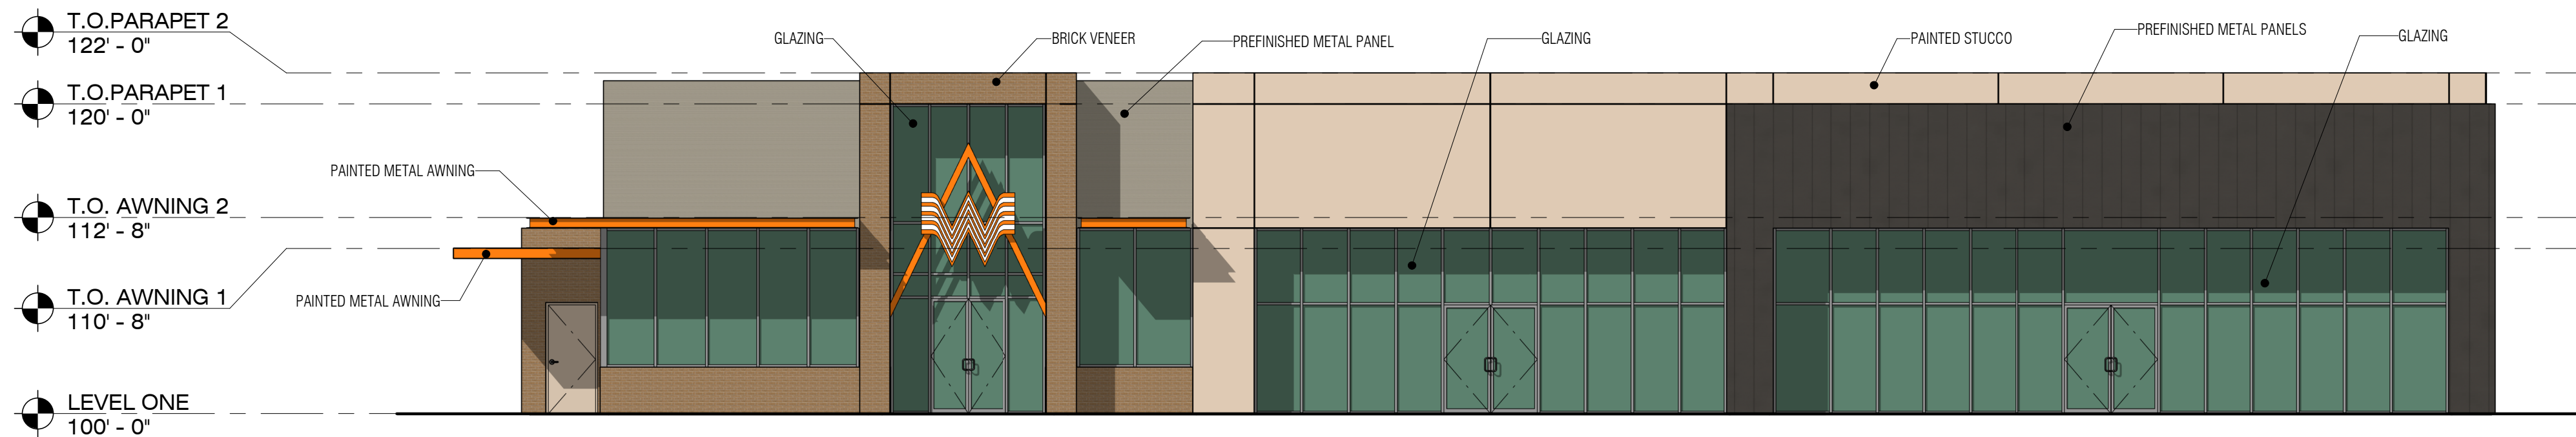 T.O.PARAPET 2
122' - 0"
T.O.PARAPET 1
120' - 0"
T.O. AWNING 2
112' - 8"
T.O. AWNING 1
110' - 8"
LEVEL ONE
100' - 0"
PAINTED METAL AWNING
PAINTED METAL AWNING
GLAZING
BRICK VENEER
PREFINISHED METAL PANEL
GLAZING
PAINTED STUCCO
PREFINISHED METAL PANELS
GLAZING